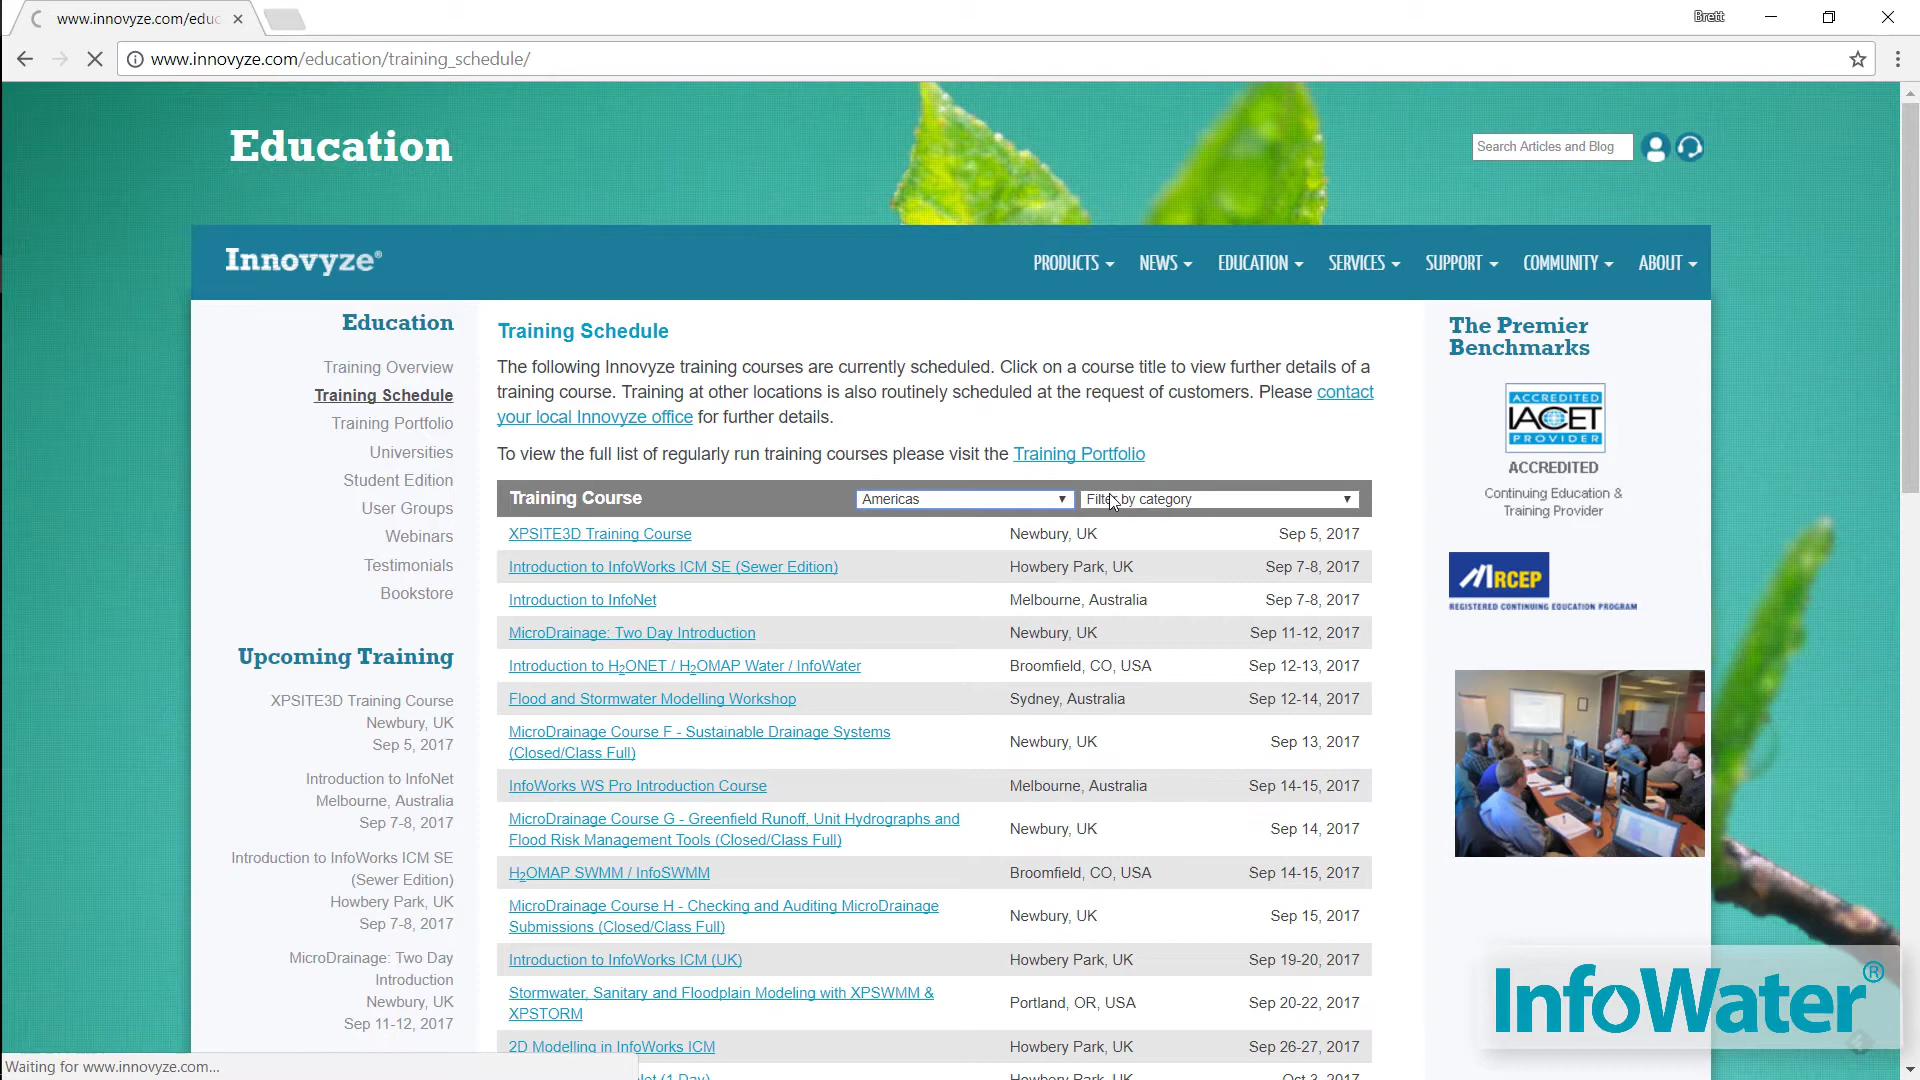 www.innovyze.com/educ
Brett
www.innovyze.com/education/training_schedule/
Education
Search Articles and Blog
Innovyze®
PRODUCTS NEWS EDUCATION SERVICES SUPPORT COMMUNITY ABOUT
Education
Training Overview
Training Schedule
Training Portfolio
Universities
Student Edition
User Groups
Webinars
Testimonials
Bookstore
Upcoming Training
XPSITE3D Training Course
Newbury, UK
Sep 5, 2017
Introduction to InfoNet
Melbourne, Australia
Sep 7-8, 2017
Introduction to InfoWorks ICM SE
(Sewer Edition)
Howbery Park, UK
Sep 7-8, 2017
MicroDrainage: Two Day
Introduction
Newbury, UK
Sep 11-12, 2017
Training Schedule
The following Innovyze training courses are currently scheduled. Click on a course title to view further details of a
training course. Training at other locations is also routinely scheduled at the request of customers. Please contact
your local Innovyze office for further details.
To view the full list of regularly run training courses please visit the Training Portfolio
Training Course Americas Filter by category
XPSITE3D Training Course Newbury, UK Sep 5, 2017
Introduction to InfoWorks ICM SE (Sewer Edition) Howbery Park, UK Sep 7-8, 2017
Introduction to InfoNet Melbourne, Australia Sep 7-8, 2017
MicroDrainage: Two Day Introduction Newbury, UK Sep 11-12, 2017
Introduction to H₂ONET / H₂OMAP Water / InfoWater Broomfield, CO, USA Sep 12-13, 2017
Flood and Stormwater Modelling Workshop Sydney, Australia Sep 12-14, 2017
MicroDrainage Course F - Sustainable Drainage Systems
(Closed/Class Full) Newbury, UK Sep 13, 2017
InfoWorks WS Pro Introduction Course Melbourne, Australia Sep 14-15, 2017
MicroDrainage Course G - Greenfield Runoff, Unit Hydrographs and
Flood Risk Management Tools (Closed/Class Full) Newbury, UK Sep 14, 2017
H₂OMAP SWMM / InfoSWMM Broomfield, CO, USA Sep 14-15, 2017
MicroDrainage Course H - Checking and Auditing MicroDrainage
Submissions (Closed/Class Full) Newbury, UK Sep 15, 2017
Introduction to InfoWorks ICM (UK) Howbery Park, UK Sep 19-20, 2017
Stormwater, Sanitary and Floodplain Modeling with XPSWMM &
XPSTORM Portland, OR, USA Sep 20-22, 2017
2D Modelling in InfoWorks ICM Howbery Park, UK Sep 26-27, 2017
(1 Day) Howbery Park, UK Oct 3, 2017
The Premier
Benchmarks
ACCREDITED
IACET
PROVIDER
ACCREDITED
Continuing Education &
Training Provider
RCEP
REGISTERED CONTINUING EDUCATION PROGRAM
InfoWater®
Waiting for www.innovyze.com...